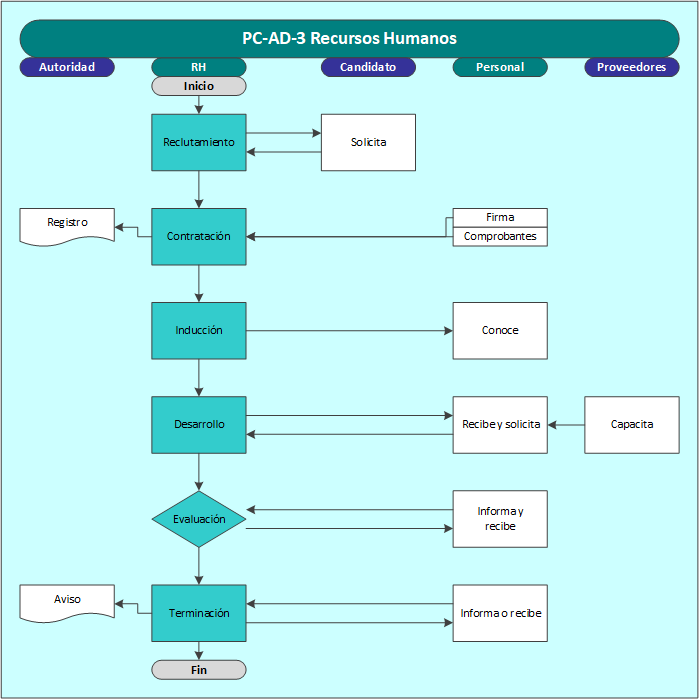 PC-AD-3 Recursos Humanos
Autoridad
RH
Candidato
Personal
Proveedores
Inicio
Reclutamiento
Solicita
Registro
Contratación
Firma
Comprobantes
Inducción
Conoce
Desarrollo
Recibe y solicita
Capacita
Evaluación
Informa y
recibe
Aviso
Terminación
Informa o recibe
Fin